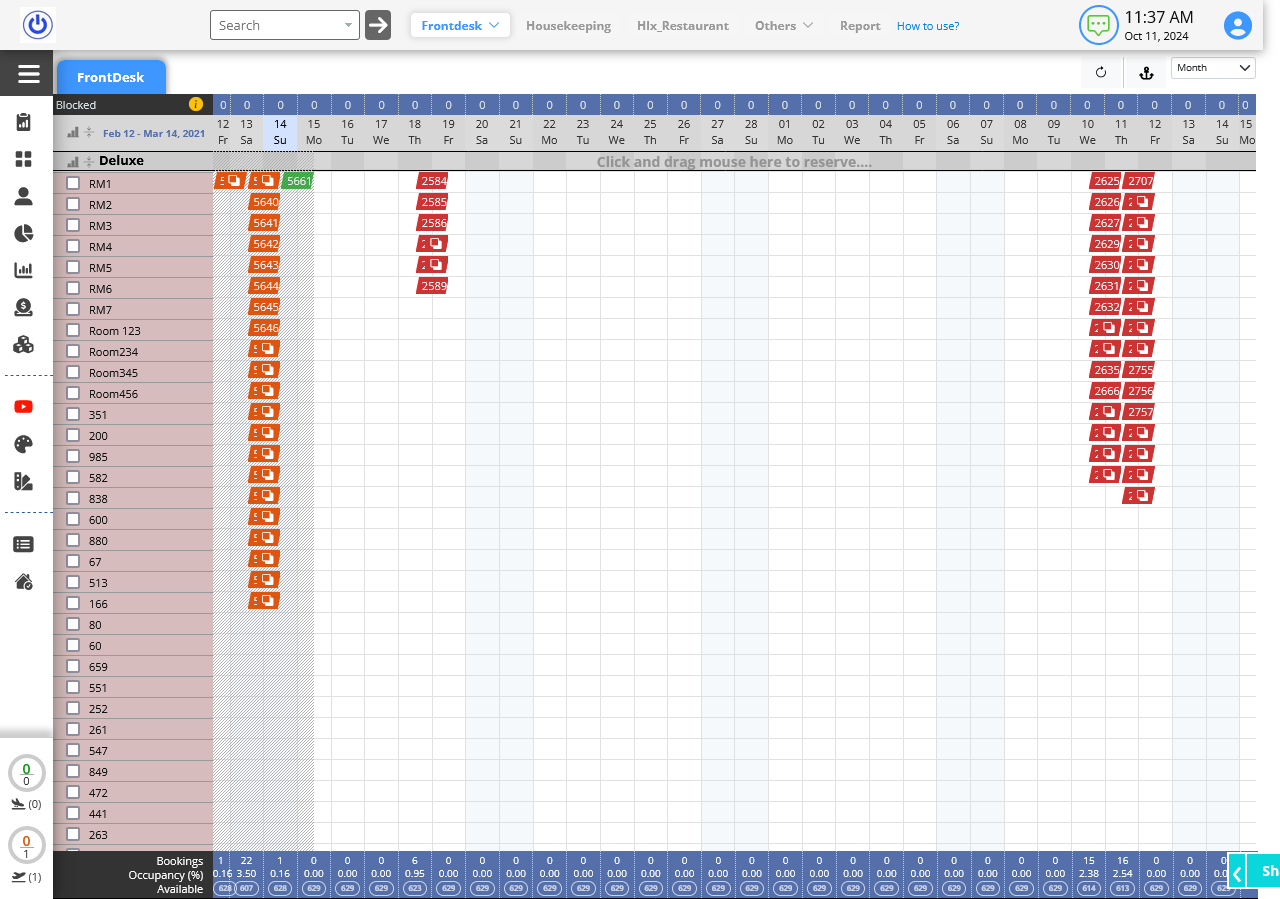 Search
Frontdesk
Housekeeping
Hlx_Restaurant
Others
Report
How to use?
11:37 AM
Oct 11, 2024
FrontDesk
Month
Blocked 0 0 0 0 0 0 0 0 0 0 0 0 0 0 0 0 0 0 0 0 0 0 0 0 0 0 0 0 0 0 0 0
Feb 12 - Mar 14, 2021
12 13 14 15 16 17 18 19 20 21 22 23 24 25 26 27 28 01 02 03 04 05 06 07 08 09 10 11 12 13 14 15
Fr Sa Su Mo Tu We Th Fr Sa Su Mo Tu We Th Fr Sa Su Mo Tu We Th Fr Sa Su Mo Tu We Th Fr Sa Su Mo
Deluxe
Click and drag mouse here to reserve....
RM1 5661 2584 2625 2707
RM2 5640 2585 2626
RM3 5641 2586 2627
RM4 5642 2629
RM5 5643 2630
RM6 5644 2589 2631
RM7 5645 2632
Room 123 5646
Room234
Room345 2635 2755
Room456 2666 2756
351 2757
200
985
582
838
600
880
67
513
166
80
60
659
551
252
261
547
849
472
441
263
0
0
(0)
0
1
(1)
Bookings 1 22 1 0 0 0 6 0 0 0 0 0 0 0 0 0 0 0 0 0 0 0 0 0 0 0 15 16 0 0 0
Occupancy (%) 0.16 3.50 0.16 0.00 0.00 0.00 0.95 0.00 0.00 0.00 0.00 0.00 0.00 0.00 0.00 0.00 0.00 0.00 0.00 0.00 0.00 0.00 0.00 0.00 0.00 0.00 2.38 2.54 0.00 0.00
Available 628 607 628 629 629 629 623 629 629 629 629 629 629 629 629 629 629 629 629 629 629 629 629 629 629 629 614 613 629 629
Sh